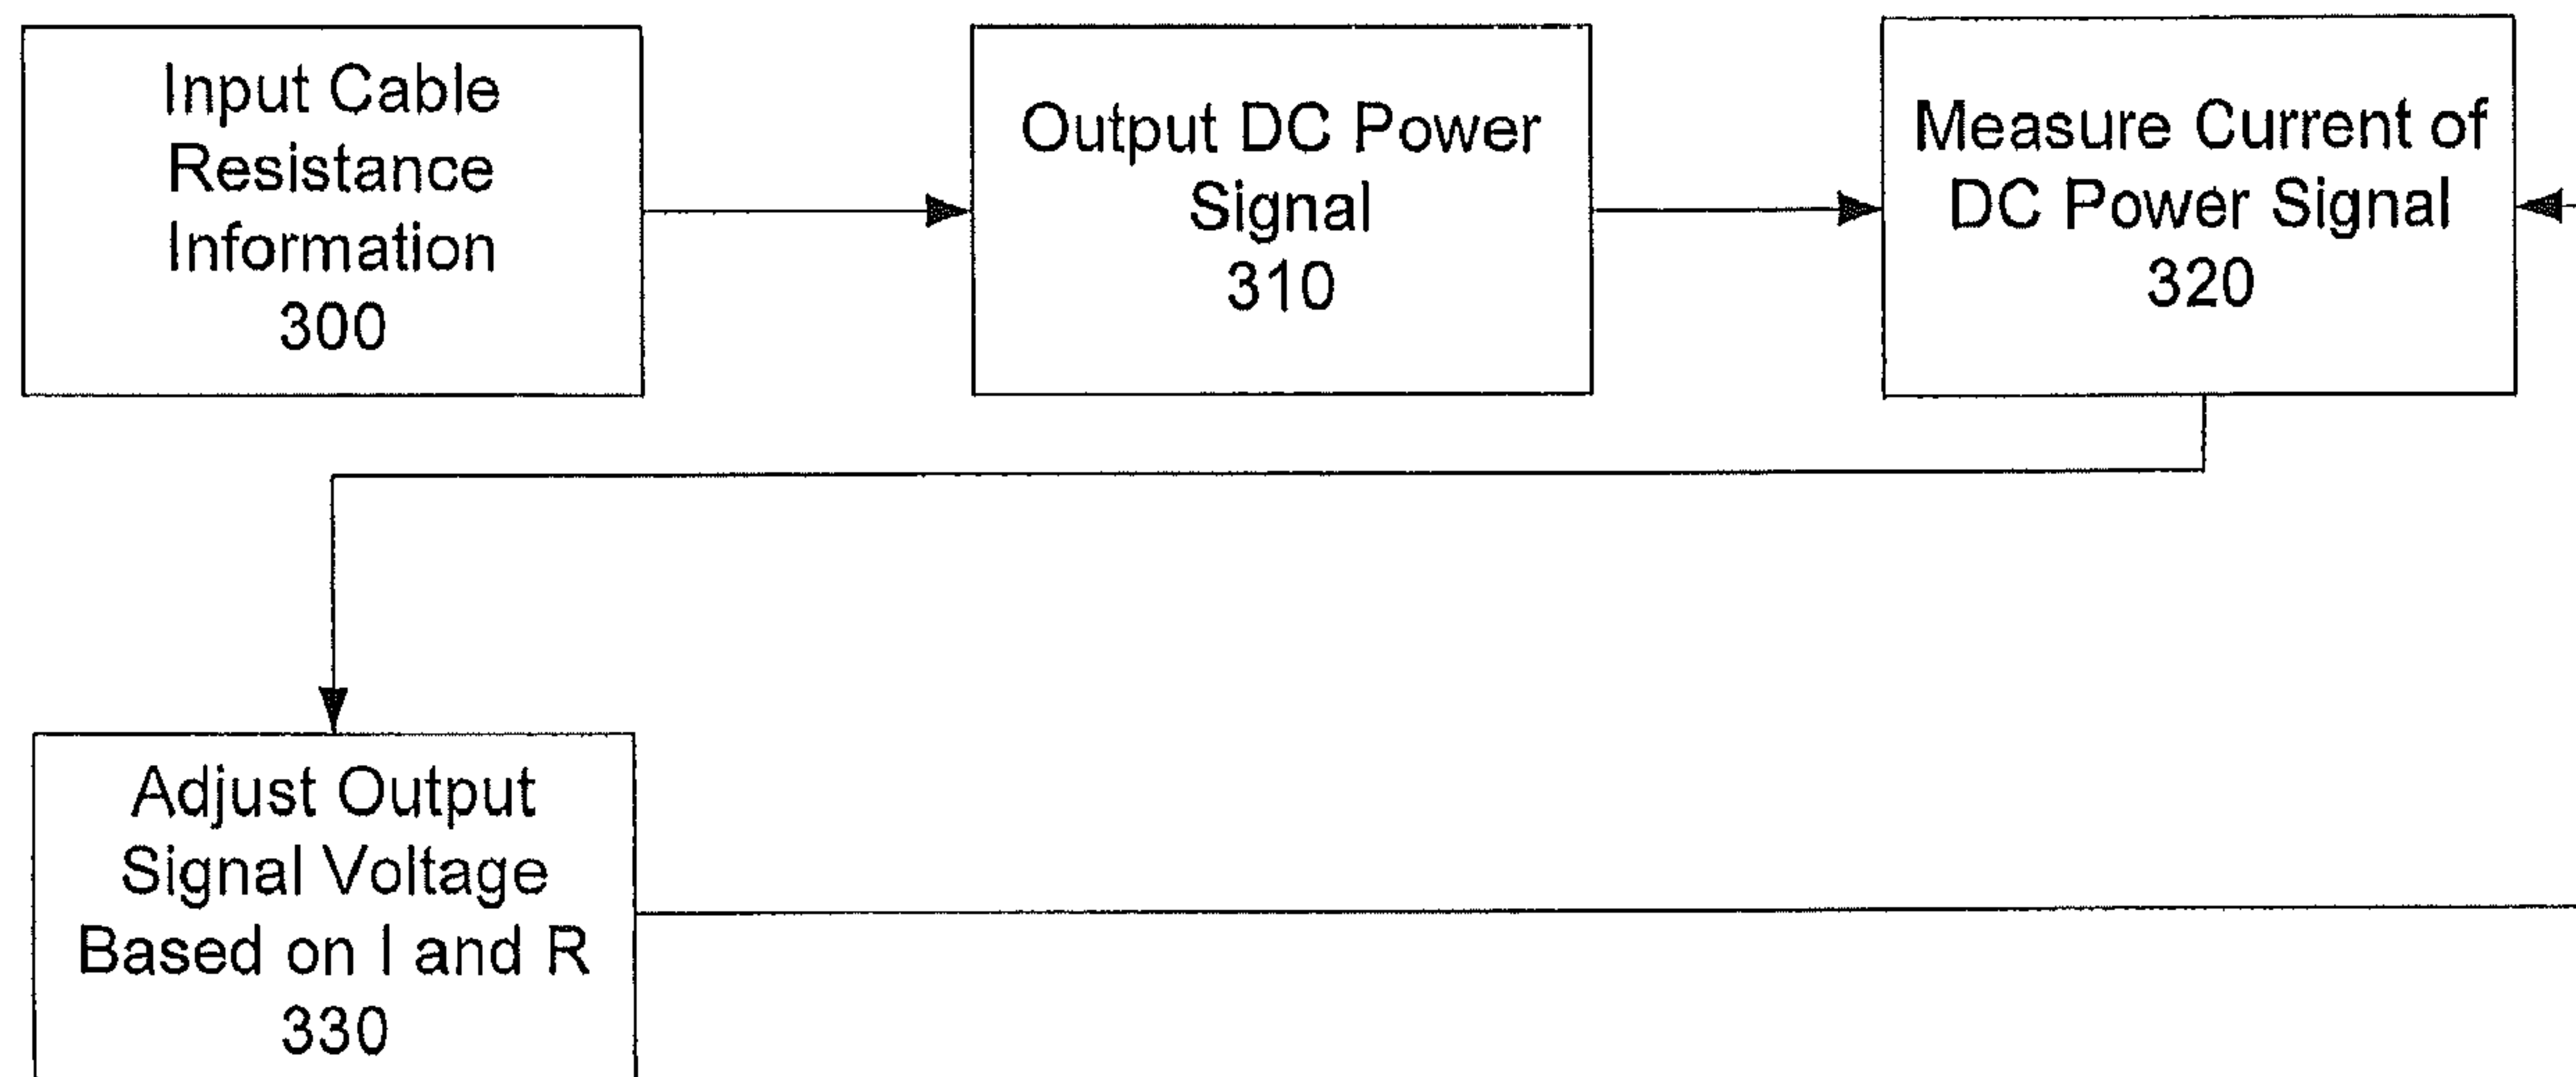 Input Cable
Resistance
Information
300
Output DC Power
Signal
310
Measure Current of
DC Power Signal
320
Adjust Output
Signal Voltage
Based on I and R
330